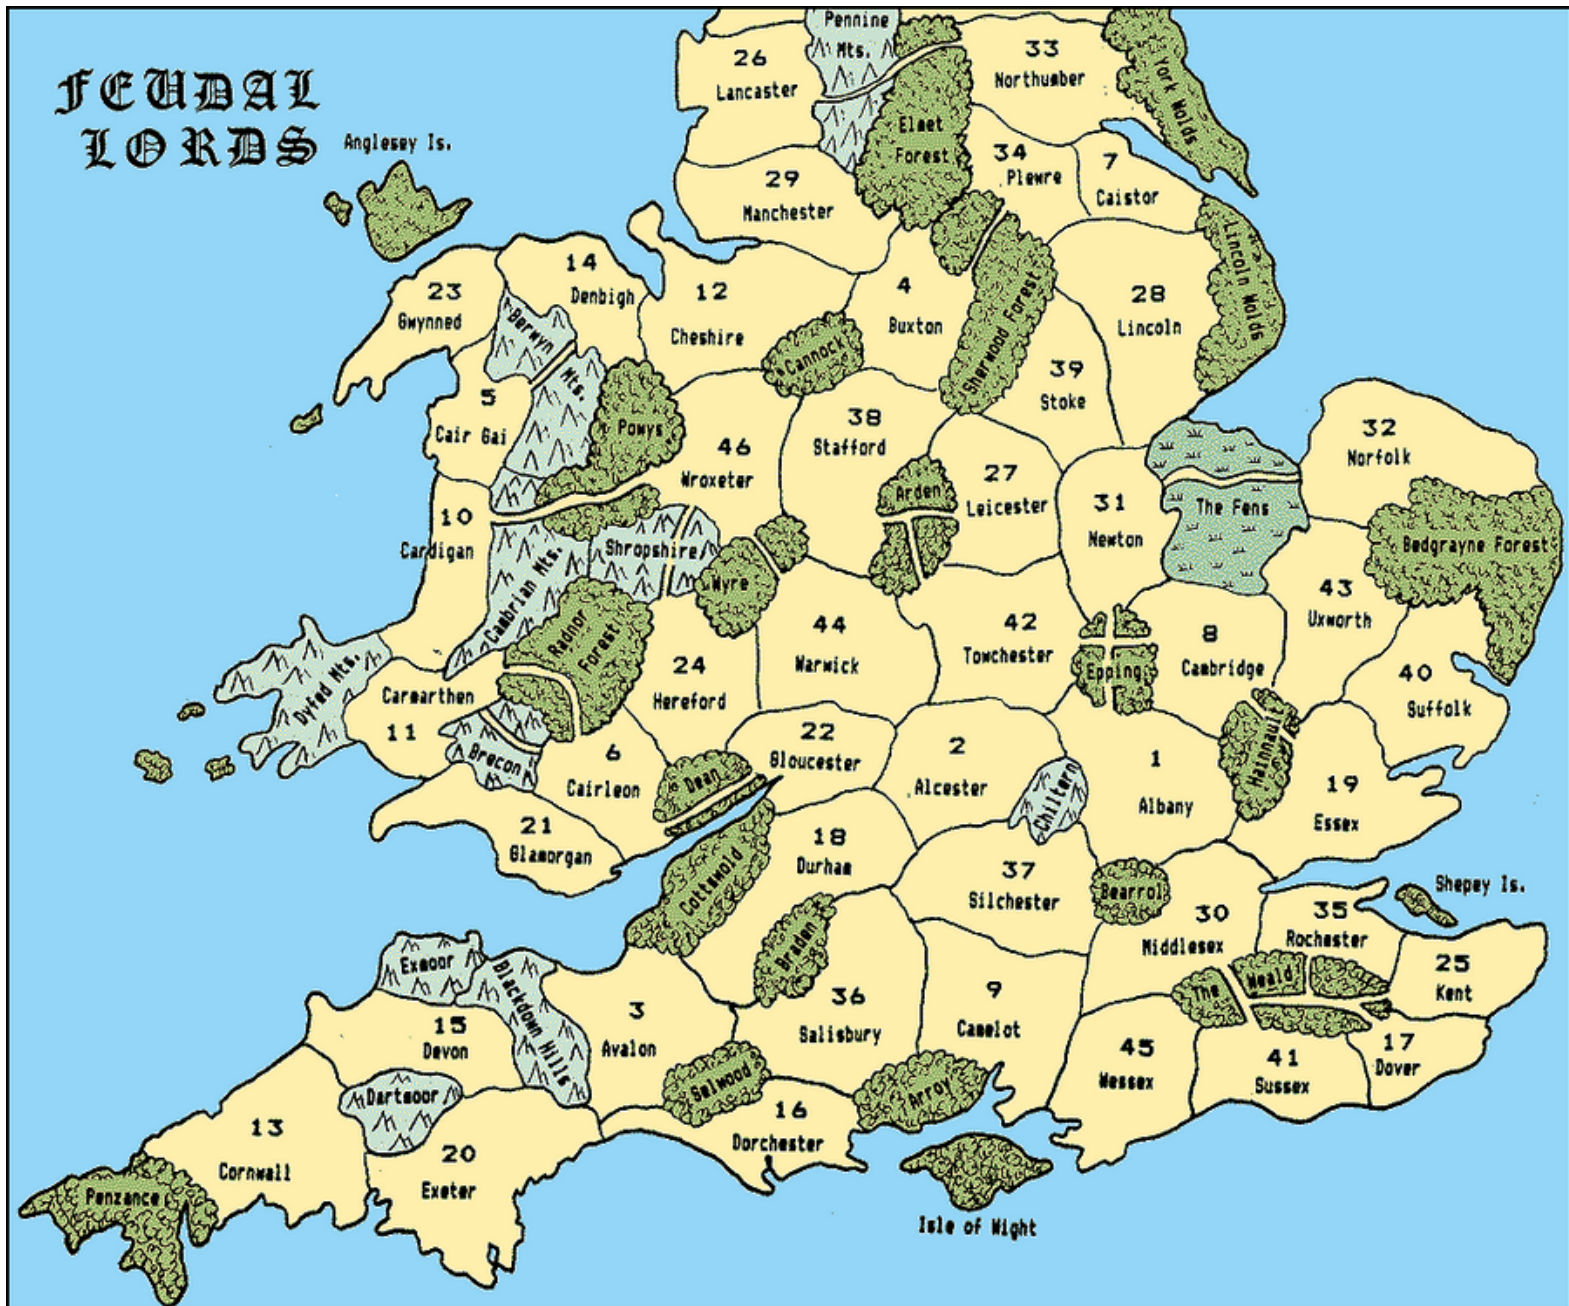 FEUDAL
LORDS
Anglesey Is.
Pennine
Mts.
26
Lancaster
33
Northumber
York Wolds
Elmet
Forest
34
Plewre
7
Caistor
29
Manchester
14
Denbigh
23
Gwynned
Berwyn
Mts.
12
Cheshire
4
Buxton
Cannock
Sherwood Forest
28
Lincoln
Lincoln Wolds
39
Stoke
5
Cair Gai
Powys
46
Wroxeter
38
Stafford
Arden
27
Leicester
31
Newton
The Fens
32
Norfolk
Bedgrayne Forest
10
Cardigan
Cambrian Mts.
Shropshire
Wyre
Radnor
Forest
44
Warwick
42
Towchester
Epping
8
Cambridge
43
Uxworth
40
Suffolk
Dyfed Mts.
Carmarthen
11
Brecon
24
Hereford
6
Cairleon
Dean
22
Gloucester
2
Alcester
Chiltern
1
Albany
Hainnault
19
Essex
21
Glamorgan
Cottswold
18
Durham
37
Silchester
Bearrol
30
Middlesex
35
Rochester
Shepey Is.
25
Kent
The
Weald
Exmoor
Blackdown Hills
Braden
3
Avalon
36
Salisbury
9
Camelot
15
Devon
Dartmoor
Selwood
Arroy
45
Wessex
41
Sussex
17
Dover
13
Cornwall
20
Exeter
16
Dorchester
Penzance
Isle of Wight